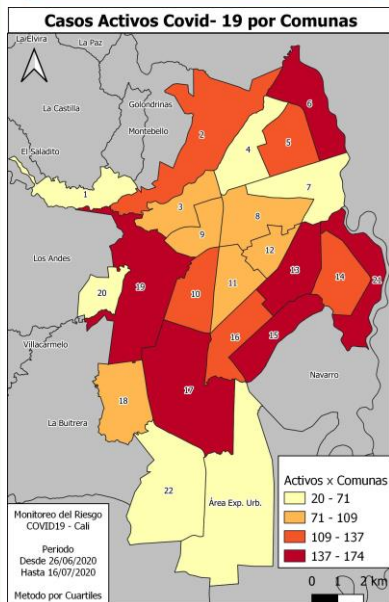 Casos Activos Covid- 19 por Comunas
La Elvira
La Paz
La Castilla
Golondrinas
Montebello
El Saladito
6
2
5
4
7
1
3
8
9
12
Los Andes
13
14
21
20
19
10
11
16
15
Villacarmelo
Navarro
17
18
La Buitrera
22
Área Exp. Urb.
Activos x Comunas
20 - 71
71 - 109
109 - 137
137 - 174
Monitoreo del Riesgo
COVID19 - Cali
Periodo
Desde 26/06/2020
Hasta 16/07/2020
Metodo por Cuartiles
0 1 2 km